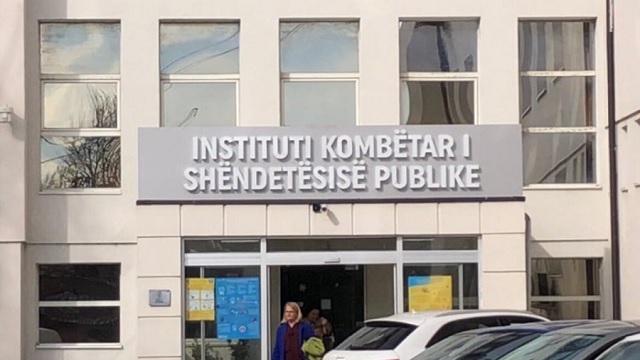 INSTITUTI KOMBËTAR I
SHËNDETËSISË PUBLIKE